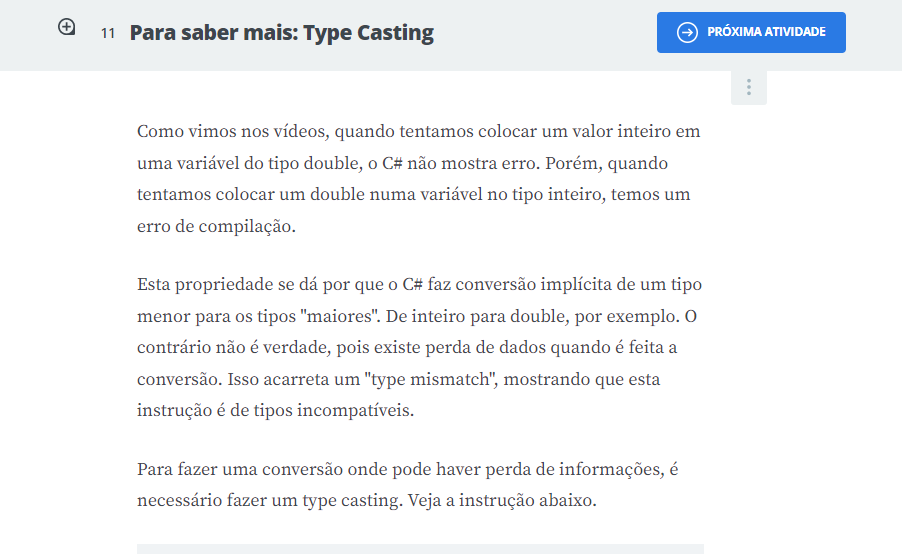 11 Para saber mais: Type Casting
PRÓXIMA ATIVIDADE
Como vimos nos vídeos, quando tentamos colocar um valor inteiro em
uma variável do tipo double, o C# não mostra erro. Porém, quando
tentamos colocar um double numa variável no tipo inteiro, temos um
erro de compilação.
Esta propriedade se dá por que o C# faz conversão implícita de um tipo
menor para os tipos "maiores". De inteiro para double, por exemplo. O
contrário não é verdade, pois existe perda de dados quando é feita a
conversão. Isso acarreta um "type mismatch", mostrando que esta
instrução é de tipos incompatíveis.
Para fazer uma conversão onde pode haver perda de informações, é
necessário fazer um type casting. Veja a instrução abaixo.